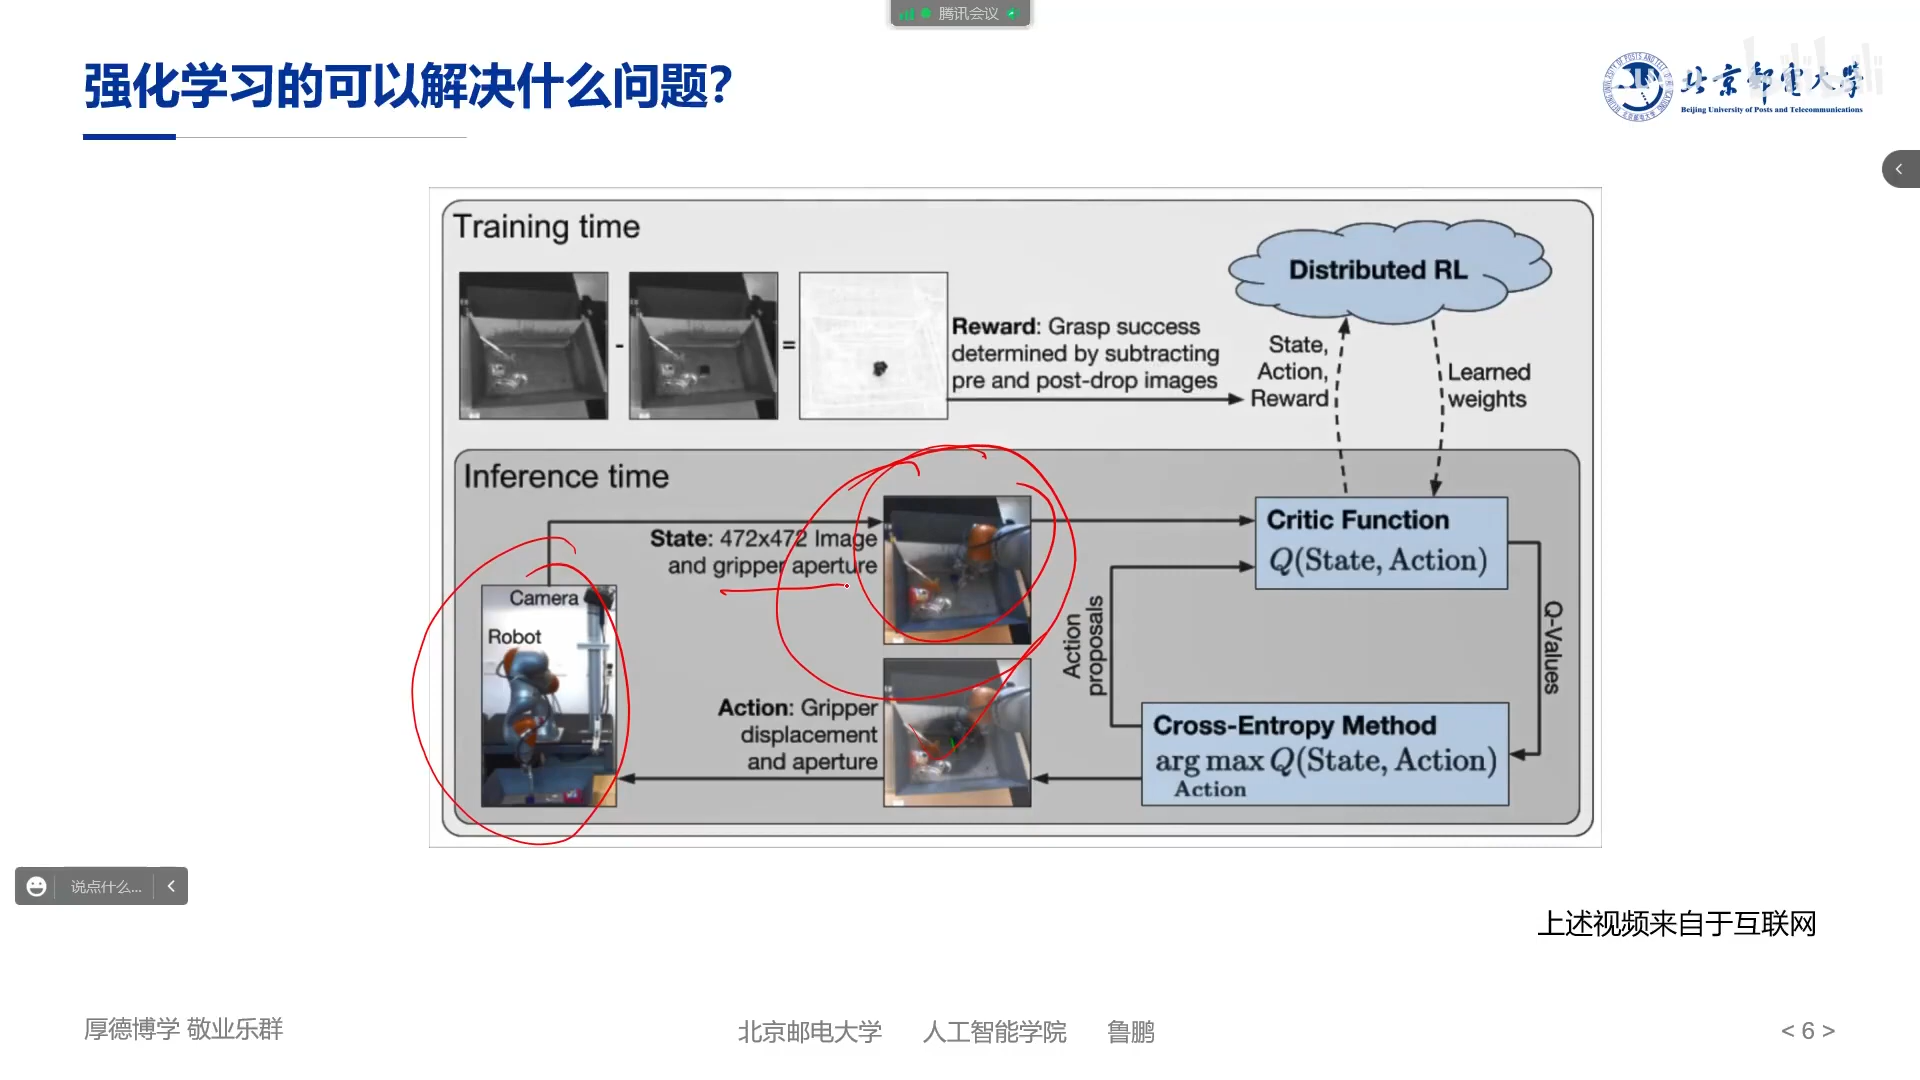 腾讯会议
强化学习的可以解决什么问题?
北京邮电大学
Beijing University of Posts and Telecommunications
Training time
Distributed RL
-
=
Reward: Grasp success
determined by subtracting
pre and post-drop images
State,
Action,
Reward
Learned
weights
Inference time
State: 472x472 Image
and gripper aperture
Camera
Robot
Critic Function
Q(State, Action)
Action
proposals
Q-Values
Action: Gripper
displacement
and aperture
Cross-Entropy Method
arg max Q(State, Action)
Action
说点什么...
上述视频来自于互联网
厚德博学 敬业乐群
北京邮电大学 人工智能学院 鲁鹏
< 6 >